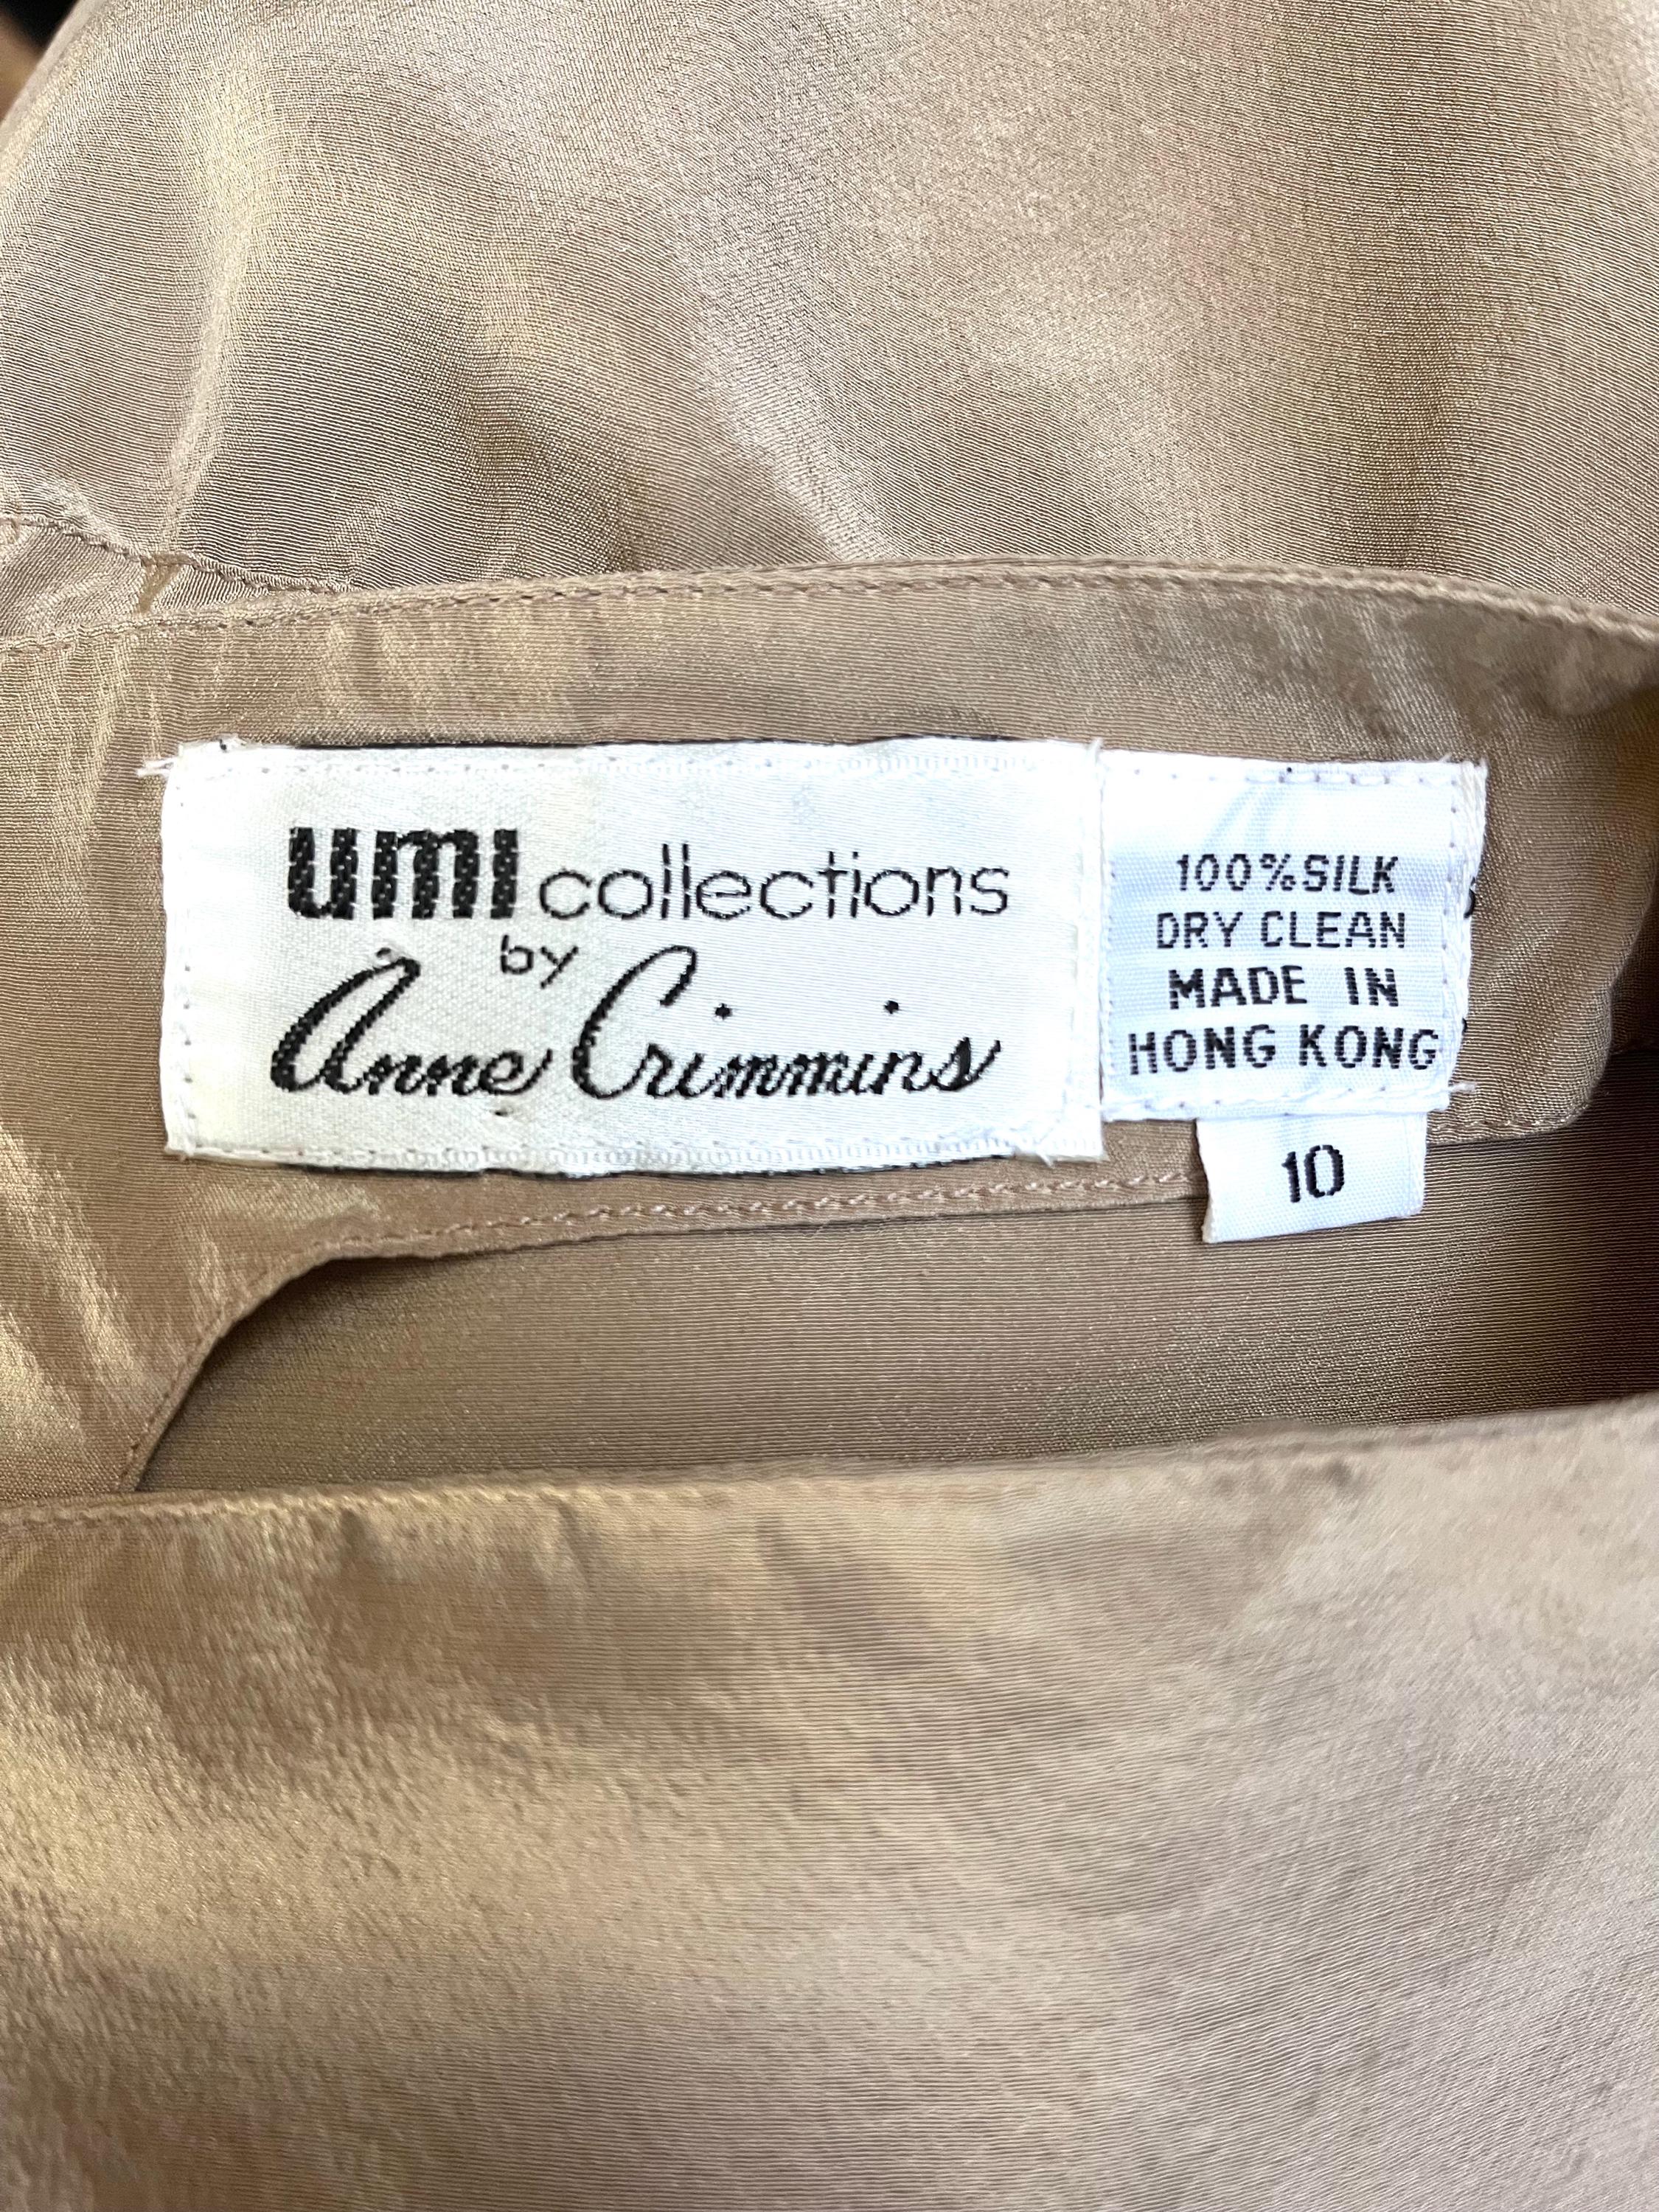 umi collections
by
Anne Crimmins
100% SILK
DRY CLEAN
MADE IN
HONG KONG
10